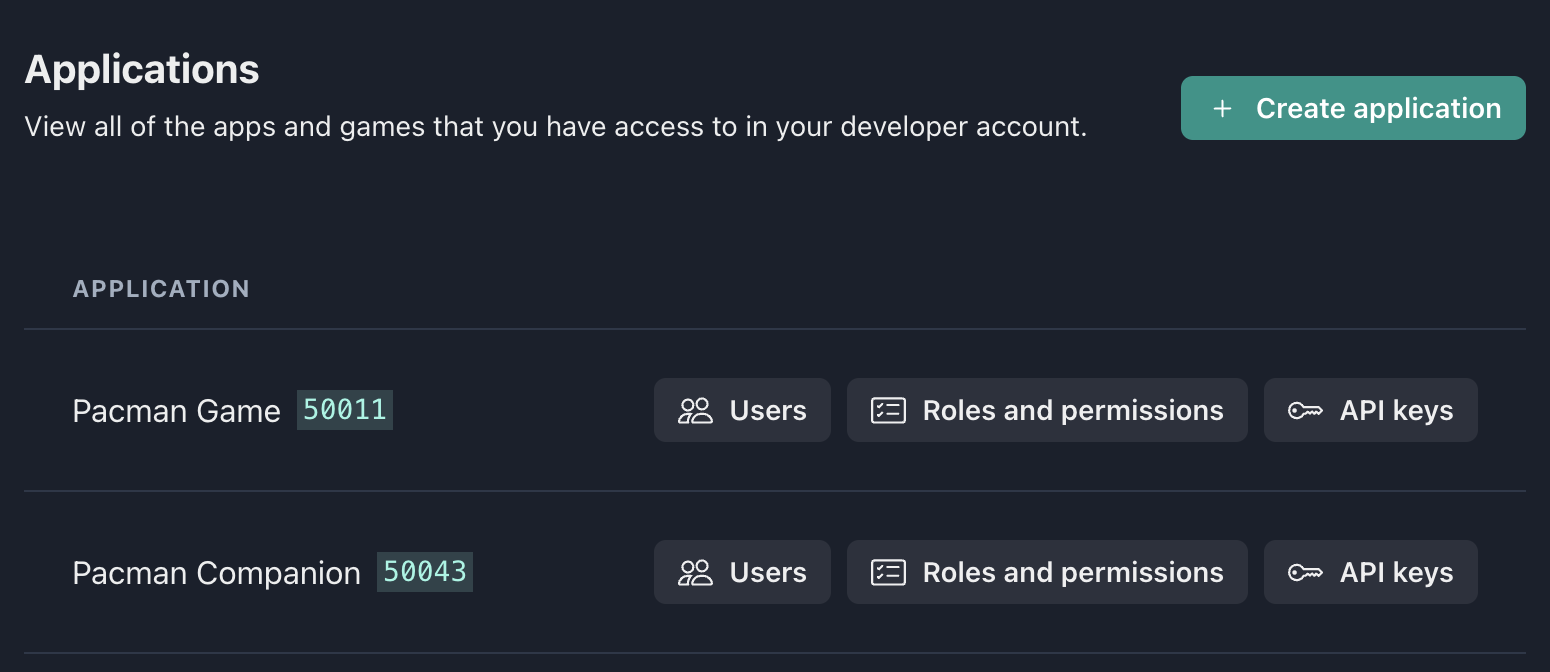 Applications
View all of the apps and games that you have access to in your developer account.
+ Create application
APPLICATION
Pacman Game 50011 Users Roles and permissions API keys
Pacman Companion 50043 Users Roles and permissions API keys